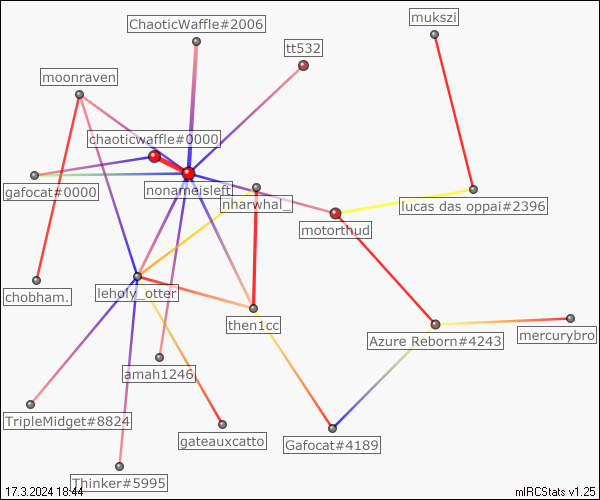 mukszi
ChaoticWaffle#2006
tt532
moonraven
chaoticwaffle#0000
gafocat#0000
nonameisleft
nharwhal_
lucas das oppai#2396
motorthud
chobham.
leholy_otter
then1cc
mercurybro
Azure Reborn#4243
amah1246
TripleMidget#8824
gateauxcatto
Gafocat#4189
Thinker#5995
17.3.2024 18:44
mIRCStats v1.25